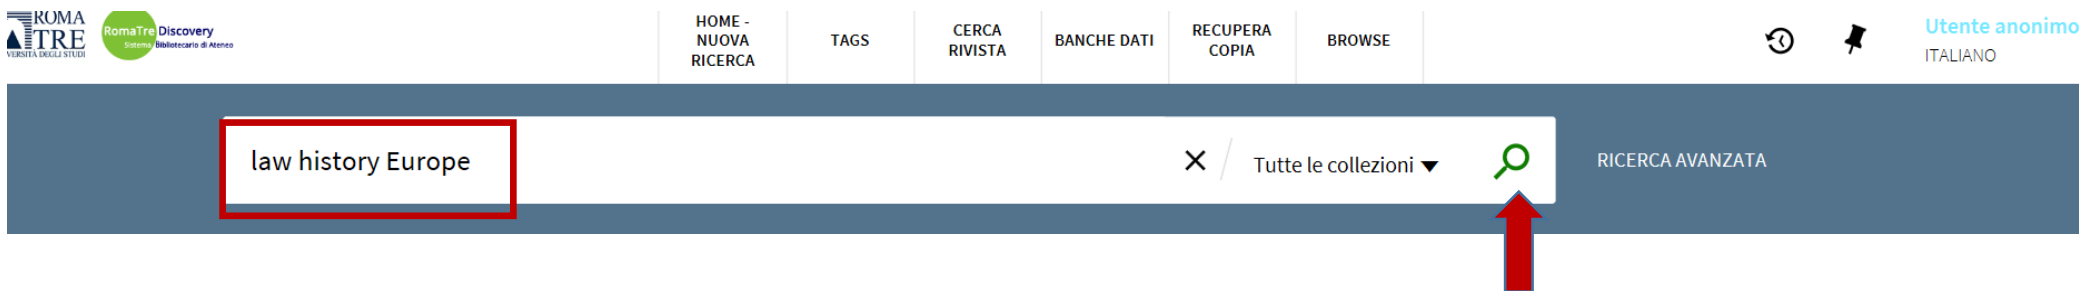 ROMA
TRE
VERSITÀ DEGLI STUDI
RomaTre Discovery
Sistema Bibliotecario di Ateneo
HOME -
NUOVA
RICERCA
TAGS
CERCA
RIVISTA
BANCHE DATI
RECUPERA
COPIA
BROWSE
Utente anonimo
ITALIANO
law history Europe
Tutte le collezioni
RICERCA AVANZATA